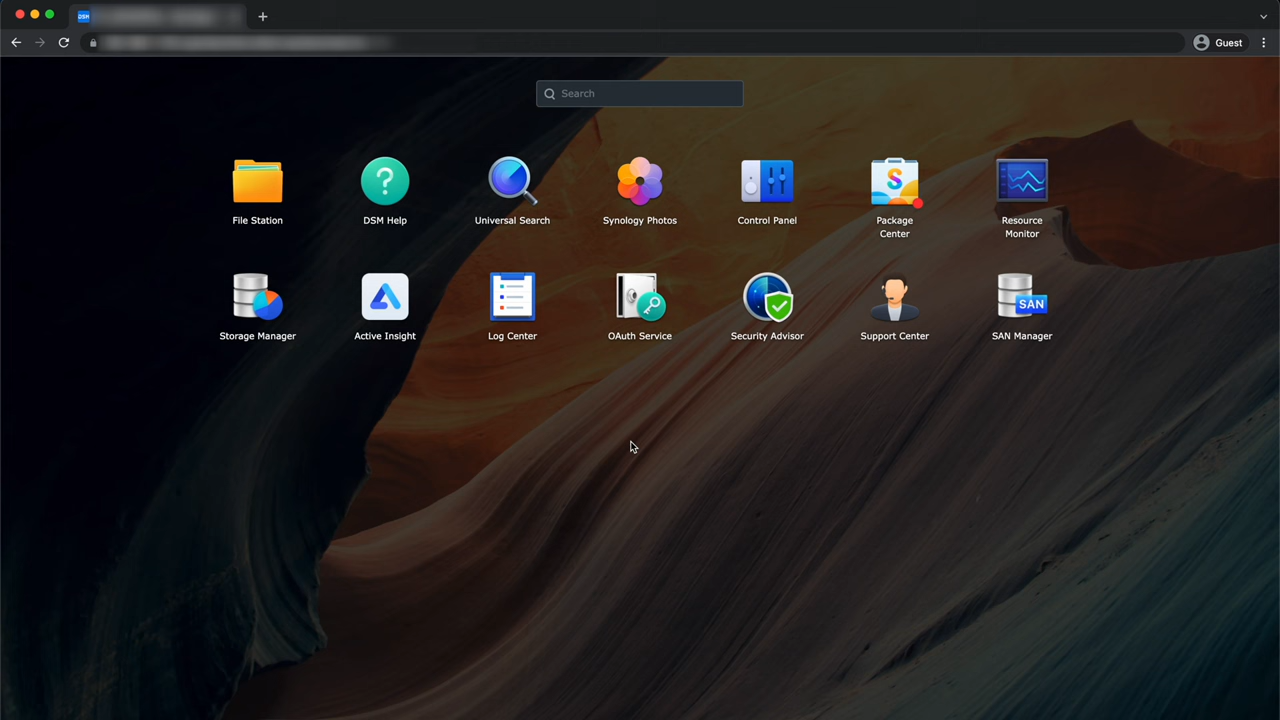 DSM
Guest
Search
File Station
DSM Help
Universal Search
Synology Photos
Control Panel
Package
Center
Resource
Monitor
Storage Manager
Active Insight
Log Center
OAuth Service
Security Advisor
Support Center
SAN
SAN Manager